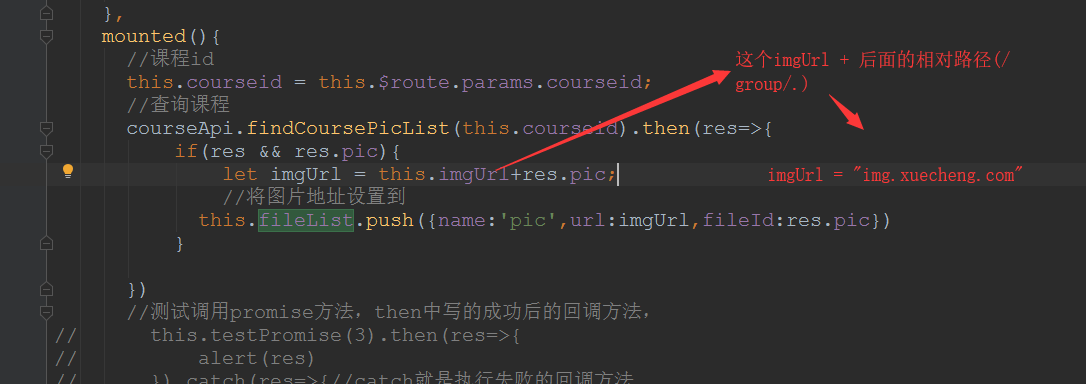 },
mounted(){
//课程id
this.courseid = this.$route.params.courseid;
//查询课程
courseApi.findCoursePicList(this.courseid).then(res=>{
if(res && res.pic){
let imgUrl = this.imgUrl+res.pic;
//将图片地址设置到
this.fileList.push({name:'pic',url:imgUrl,fileId:res.pic})
}
})
//测试调用promise方法，then中写的成功后的回调方法，
// this.testPromise(3).then(res=>{
// alert(res)
// }).catch(res=>{//catch就是执行失败的回调方法
这个imgUrl + 后面的相对路径(/
group/.)
imgUrl = "img.xuecheng.com"